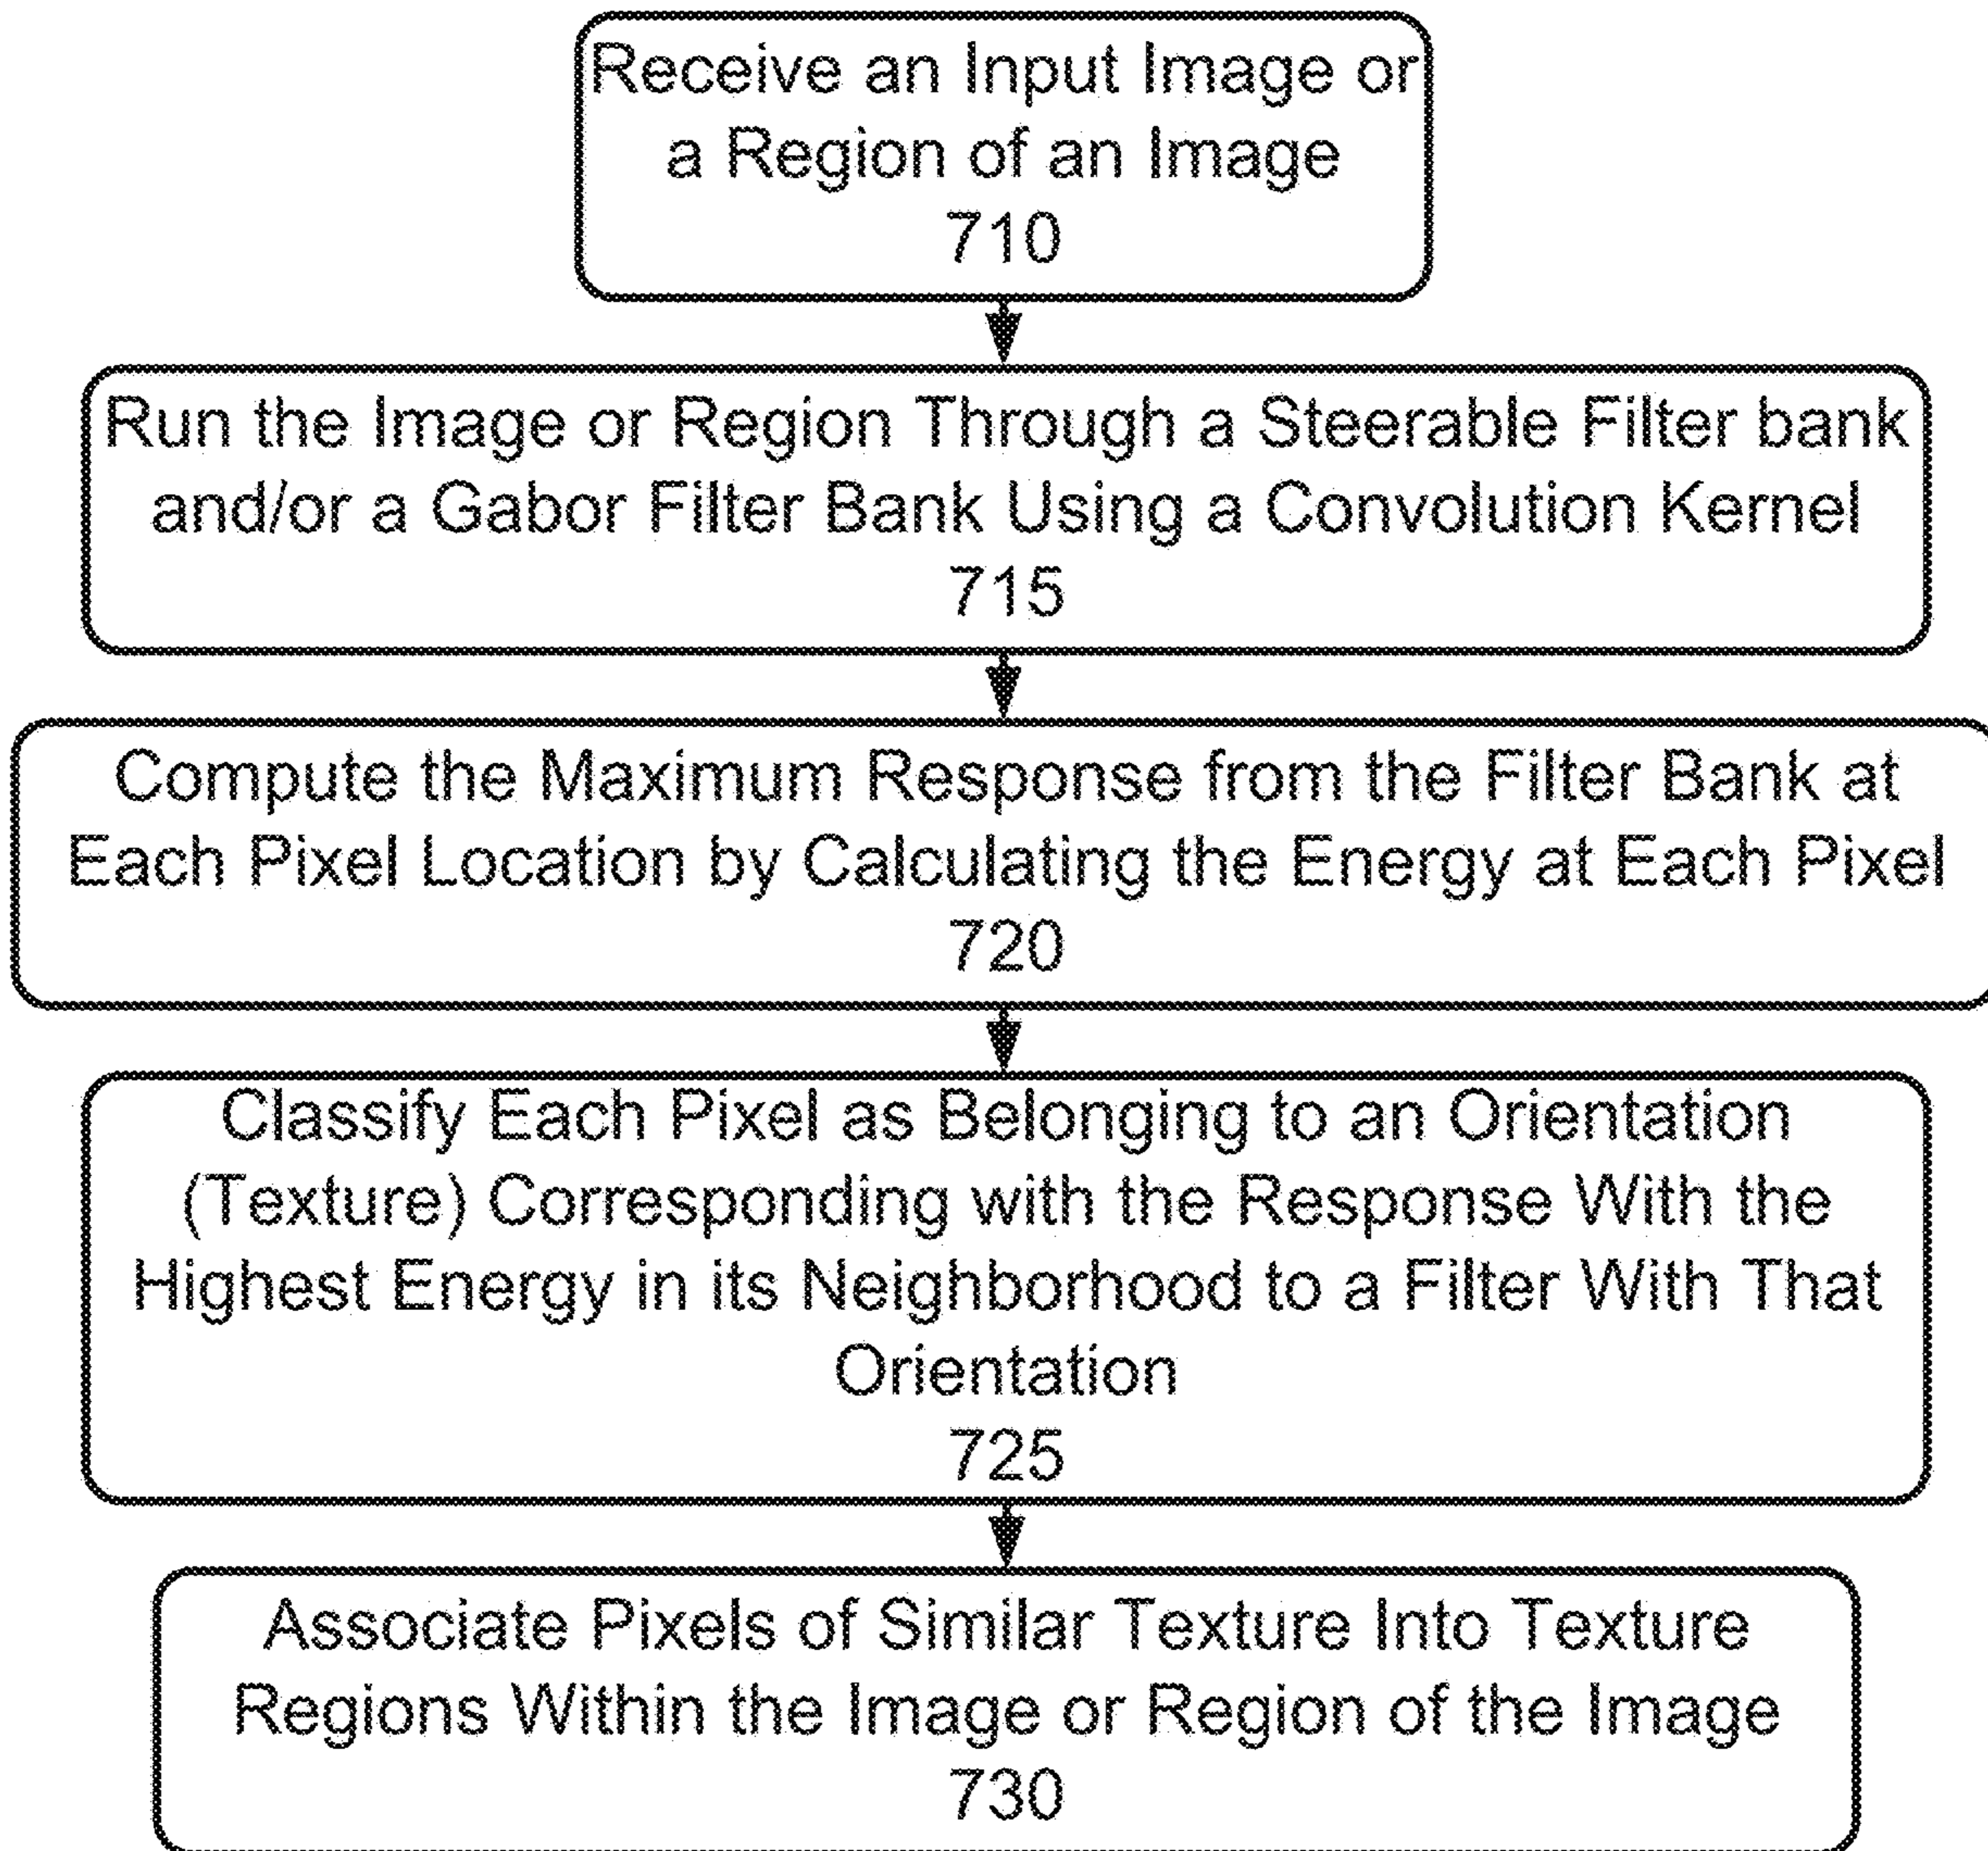 Receive an Input Image or
a Region of an Image
710
Run the Image or Region Through a Steerable Filter bank
and/or a Gabor Filter Bank Using a Convolution Kernel
715
Compute the Maximum Response from the Filter Bank at
Each Pixel Location by Calculating the Energy at Each Pixel
720
Classify Each Pixel as Belonging to an Orientation
(Texture) Corresponding with the Response With the
Highest Energy in its Neighborhood to a Filter With That
Orientation
725
Associate Pixels of Similar Texture Into Texture
Regions Within the Image or Region of the Image
730